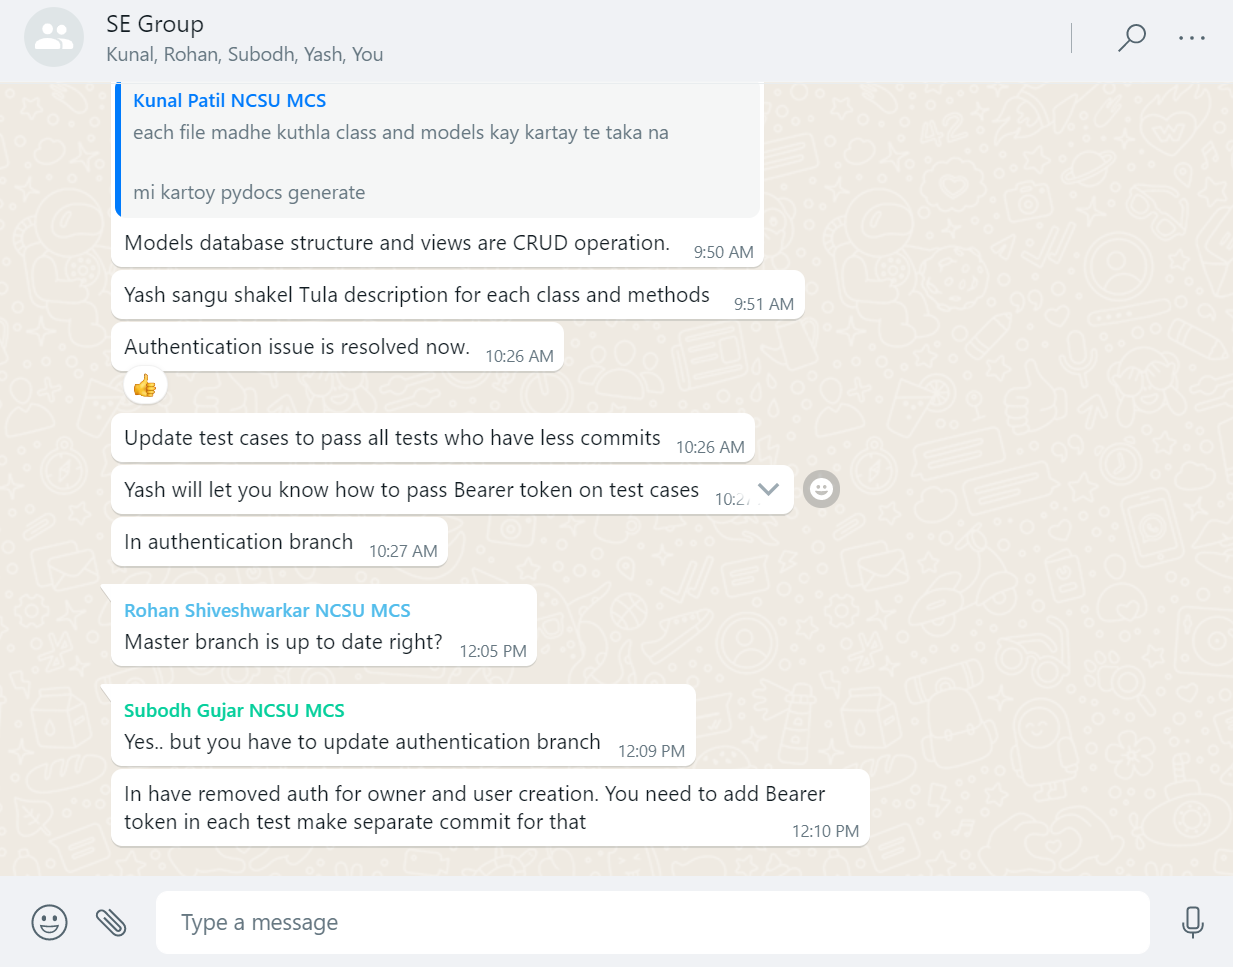 SE Group
Kunal, Rohan, Subodh, Yash, You
Kunal Patil NCSU MCS
each file madhe kuthla class and models kay kartay te taka na
mi kartoy pydocs generate
Models database structure and views are CRUD operation.
9:50 AM
Yash sangu shakel Tula description for each class and methods
9:51 AM
Authentication issue is resolved now.
10:26 AM
Update test cases to pass all tests who have less commits
10:26 AM
Yash will let you know how to pass Bearer token on test cases
In authentication branch
10:27 AM
Rohan Shiveshwarkar NCSU MCS
Master branch is up to date right?
12:05 PM
Subodh Gujar NCSU MCS
Yes.. but you have to update authentication branch
12:09 PM
In have removed auth for owner and user creation. You need to add Bearer
token in each test make separate commit for that
12:10 PM
Type a message